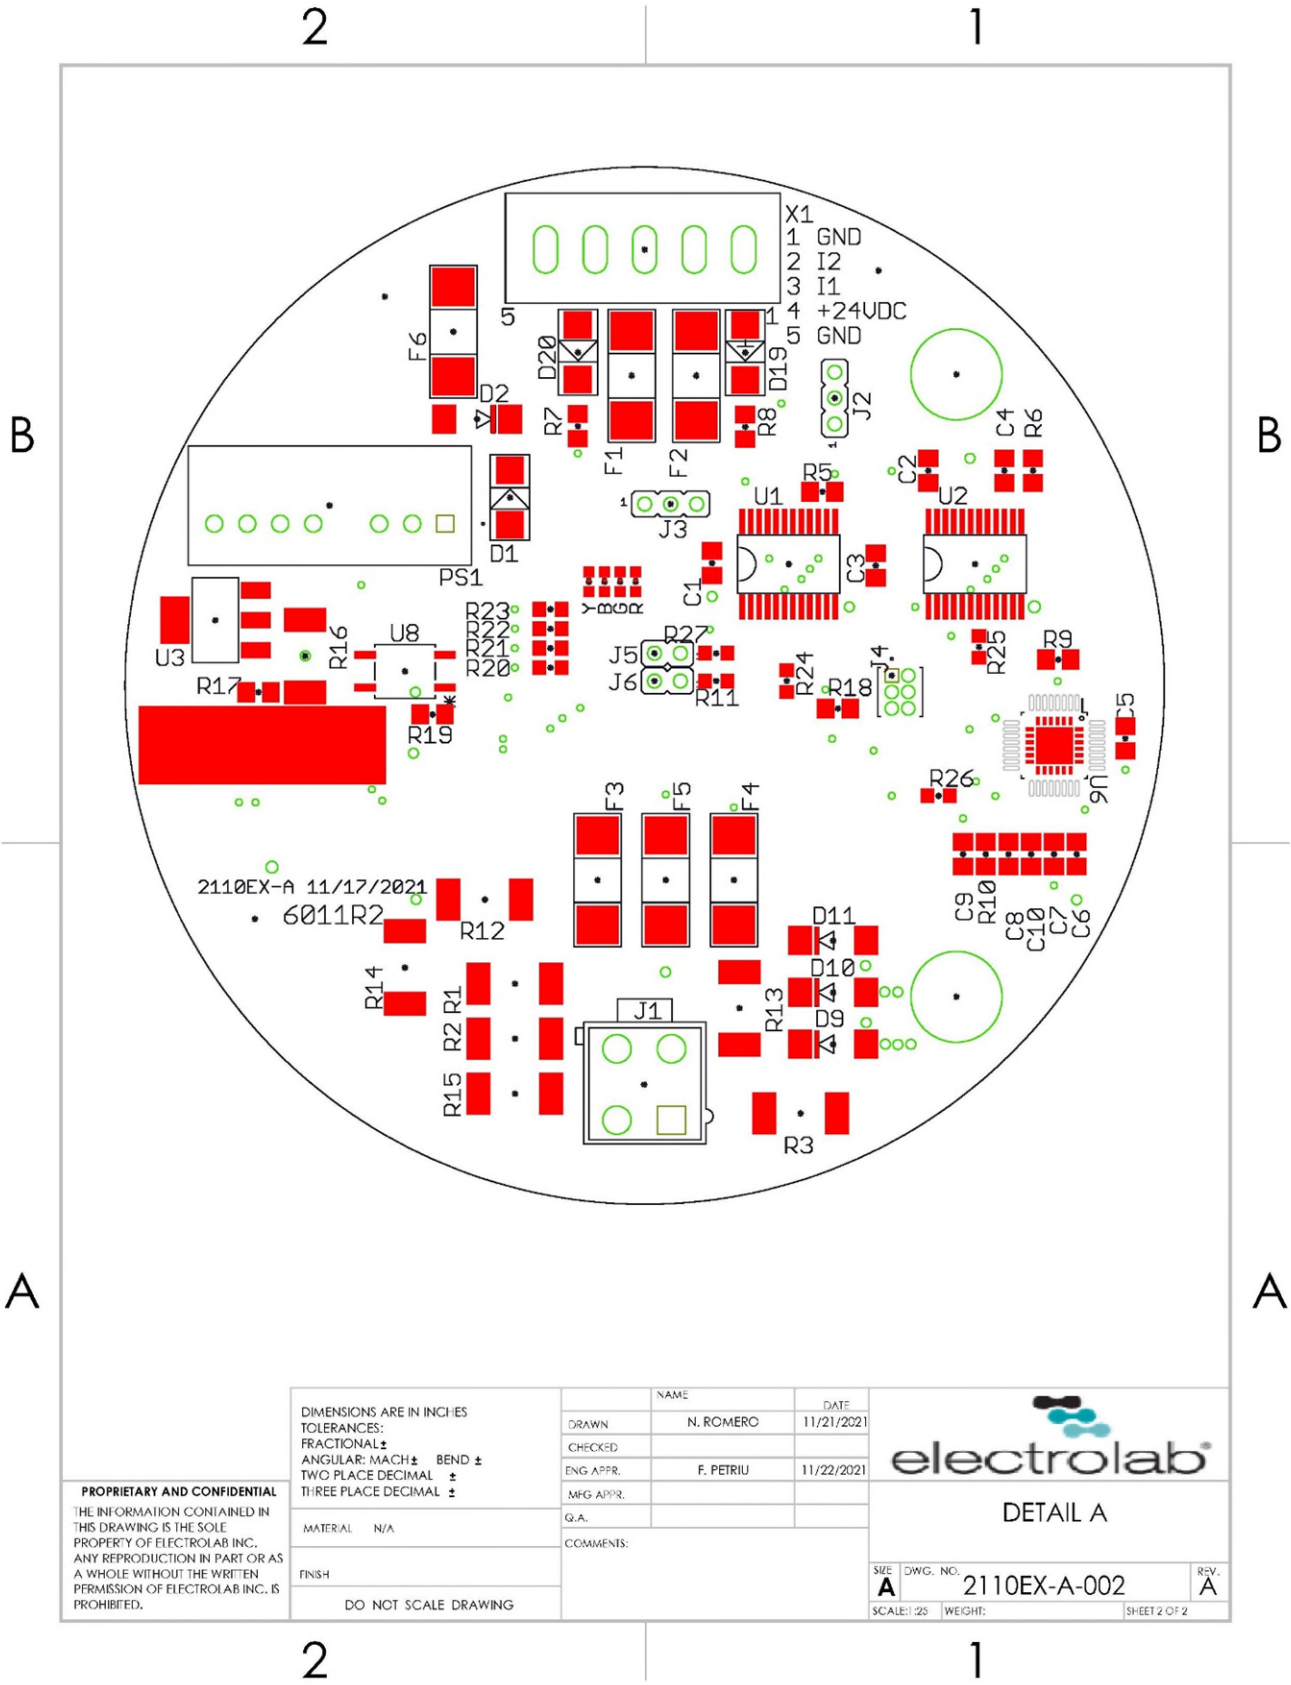 2 1
X1
1 GND
2 I2
3 I1
4 +24VDC
5 GND
5
1
F6
D20
D19
D2
R7
F1
F2
R8
J2
1
C4
R6
B
B
C2
R5
U1
U2
1
J3
D1
PS1
C1
C3
Y
B
G
R
R23
R22
R21
R20
U3
R16
U8
R17
*
R19
J5
R27
J6
R11
R24
R18
J4
R25
R9
1
C5
U6
R26
F3
F5
F4
2110EX-A 11/17/2021
6011R2
R12
R14
R1
R2
R15
J1
R13
D11
D10
D9
R3
C9
R10
C8
C10
C7
C6
A
A
PROPRIETARY AND CONFIDENTIAL
THE INFORMATION CONTAINED IN
THIS DRAWING IS THE SOLE
PROPERTY OF ELECTROLAB INC.
ANY REPRODUCTION IN PART OR AS
A WHOLE WITHOUT THE WRITTEN
PERMISSION OF ELECTROLAB INC. IS
PROHIBITED.
DIMENSIONS ARE IN INCHES
TOLERANCES:
FRACTIONAL±
ANGULAR: MACH± BEND ±
TWO PLACE DECIMAL ±
THREE PLACE DECIMAL ±
MATERIAL N/A
FINISH
DO NOT SCALE DRAWING
NAME DATE
DRAWN N. ROMERO 11/21/2021
CHECKED
ENG APPR. F. PETRIU 11/22/2021
MFG APPR.
Q.A.
COMMENTS:
electrolab®
DETAIL A
SIZE DWG. NO. REV.
A 2110EX-A-002 A
SCALE:1:25 WEIGHT: SHEET 2 OF 2
2 1